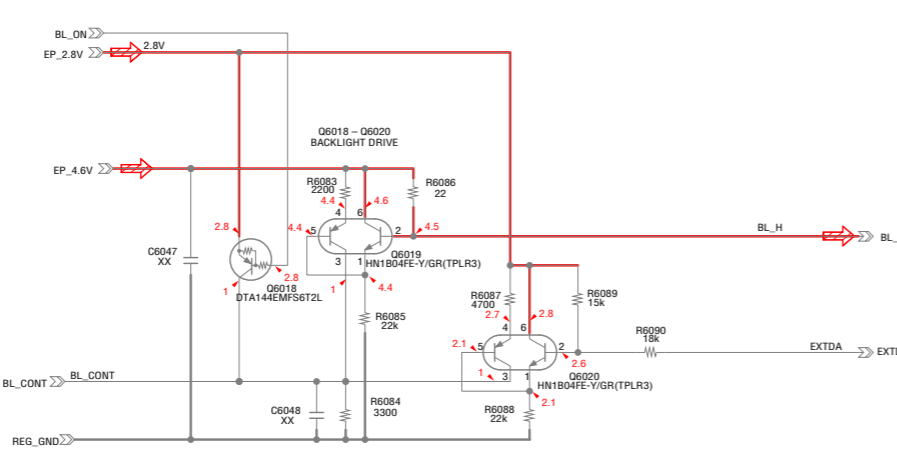 BL_ON
2.8V
EP_2.8V
Q6018 – Q6020
BACKLIGHT DRIVE
EP_4.6V
R6083
2200
R6086
22
4.4
4.6
4
6
2.8
4.4
5
2
4.5
BL_H
BL_
C6047
XX
3
1
Q6019
HN1B04FE-Y/GR(TPLR3)
2.8
Q6018
DTA144EMFS6T2L
1
1
4.4
R6087
4700
R6089
15k
R6085
22k
2.7
2.8
4
6
R6090
18k
2.1
5
2
2.6
EXTDA
EXT
BL_CONT
BL_CONT
1
3
1
Q6020
HN1B04FE-Y/GR(TPLR3)
2.1
C6048
XX
R6084
3300
R6088
22k
REG_GND